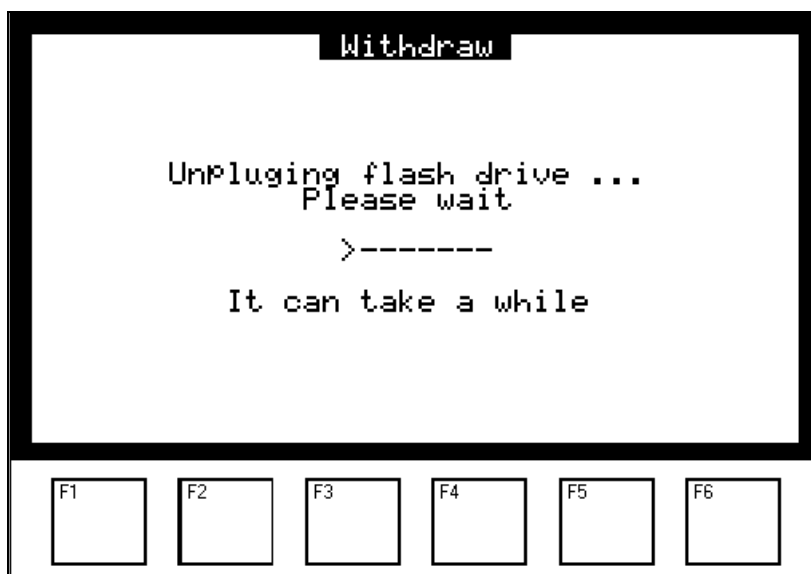 Withdraw
Unpluging flash drive ...
Please wait
>-------
It can take a while
F1 F2 F3 F4 F5 F6